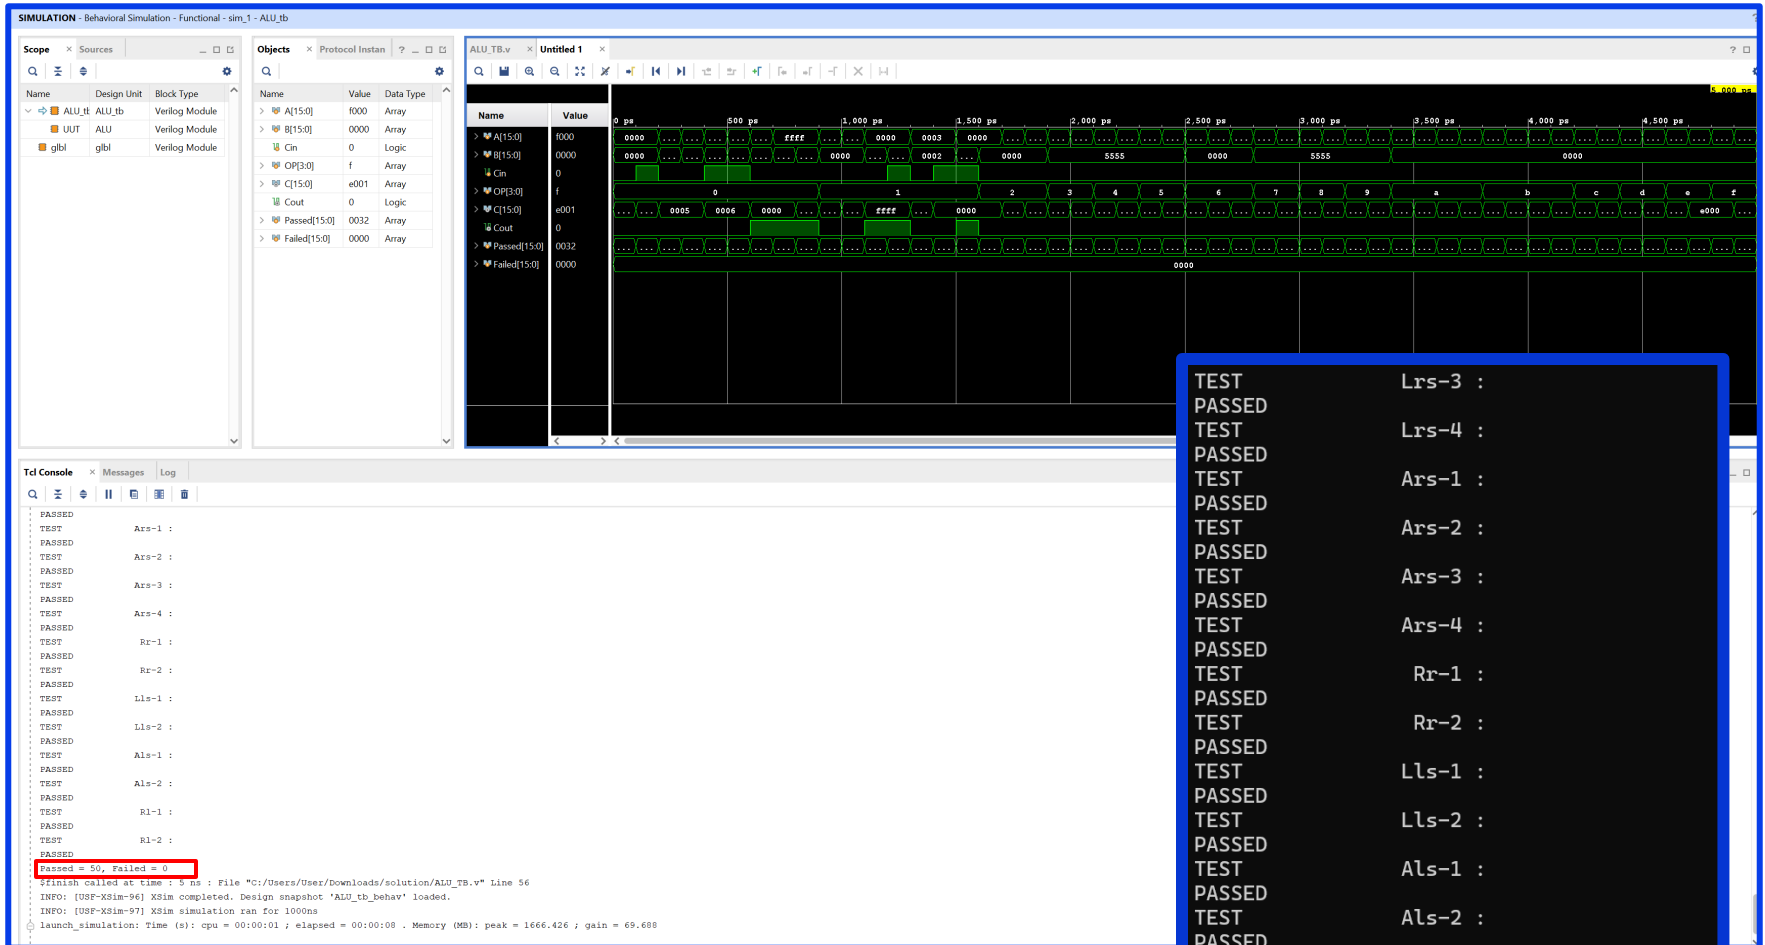 SIMULATION - Behavioral Simulation - Functional - sim_1 - ALU_tb
Scope × Sources
Name Design Unit Block Type
ALU_tb ALU_tb Verilog Module
UUT ALU Verilog Module
glbl glbl Verilog Module
Objects × Protocol Instan ?
Name Value Data Type
A[15:0] f000 Array
B[15:0] 0000 Array
Cin 0 Logic
OP[3:0] f Array
C[15:0] e001 Array
Cout 0 Logic
Passed[15:0] 0032 Array
Failed[15:0] 0000 Array
ALU_TB.v × Untitled 1 × ?
5,000 ps
Name Value
0 ps 500 ps 1,000 ps 1,500 ps 2,000 ps 2,500 ps 3,000 ps 3,500 ps 4,000 ps 4,500 ps
A[15:0] f000 0000 ... ... ... ... ... ffff ... ... 0000 0003 0000 ...
B[15:0] 0000 0000 ... ... ... ... ... ... ... 0000 ... ... 0002 ... 0000 5555 0000 5555 0000
Cin 0
OP[3:0] f 0 1 2 3 4 5 6 7 8 9 a b c d e f
C[15:0] e001 ... ... 0005 0006 0000 ... ... ... ffff ... ... 0000 ... e000 ...
Cout 0
Passed[15:0] 0032 ...
Failed[15:0] 0000 0000
Tcl Console × Messages Log
PASSED
TEST Ars-1 :
PASSED
TEST Ars-2 :
PASSED
TEST Ars-3 :
PASSED
TEST Ars-4 :
PASSED
TEST Rr-1 :
PASSED
TEST Rr-2 :
PASSED
TEST Lls-1 :
PASSED
TEST Lls-2 :
PASSED
TEST Als-1 :
PASSED
TEST Als-2 :
PASSED
TEST Rl-1 :
PASSED
TEST Rl-2 :
PASSED
Passed = 50, Failed = 0
$finish called at time : 5 ns : File "C:/Users/User/Downloads/solution/ALU_TB.v" Line 56
INFO: [USF-XSim-96] XSim completed. Design snapshot 'ALU_tb_behav' loaded.
INFO: [USF-XSim-97] XSim simulation ran for 1000ns
launch_simulation: Time (s): cpu = 00:00:01 ; elapsed = 00:00:08 . Memory (MB): peak = 1666.426 ; gain = 69.688
TEST Lrs-3 :
PASSED
TEST Lrs-4 :
PASSED
TEST Ars-1 :
PASSED
TEST Ars-2 :
PASSED
TEST Ars-3 :
PASSED
TEST Ars-4 :
PASSED
TEST Rr-1 :
PASSED
TEST Rr-2 :
PASSED
TEST Lls-1 :
PASSED
TEST Lls-2 :
PASSED
TEST Als-1 :
PASSED
TEST Als-2 :
PASSED